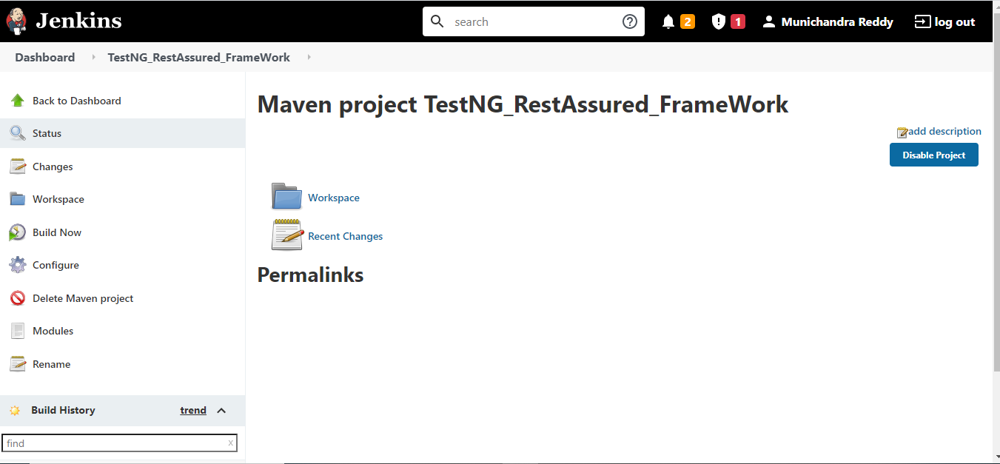 Jenkins
search
2
1
Munichandra Reddy
log out
Dashboard
TestNG_RestAssured_FrameWork
Back to Dashboard
Status
Changes
Workspace
Build Now
Configure
Delete Maven project
Modules
Rename
Build History
trend
find
x
Maven project TestNG_RestAssured_FrameWork
add description
Disable Project
Workspace
Recent Changes
Permalinks